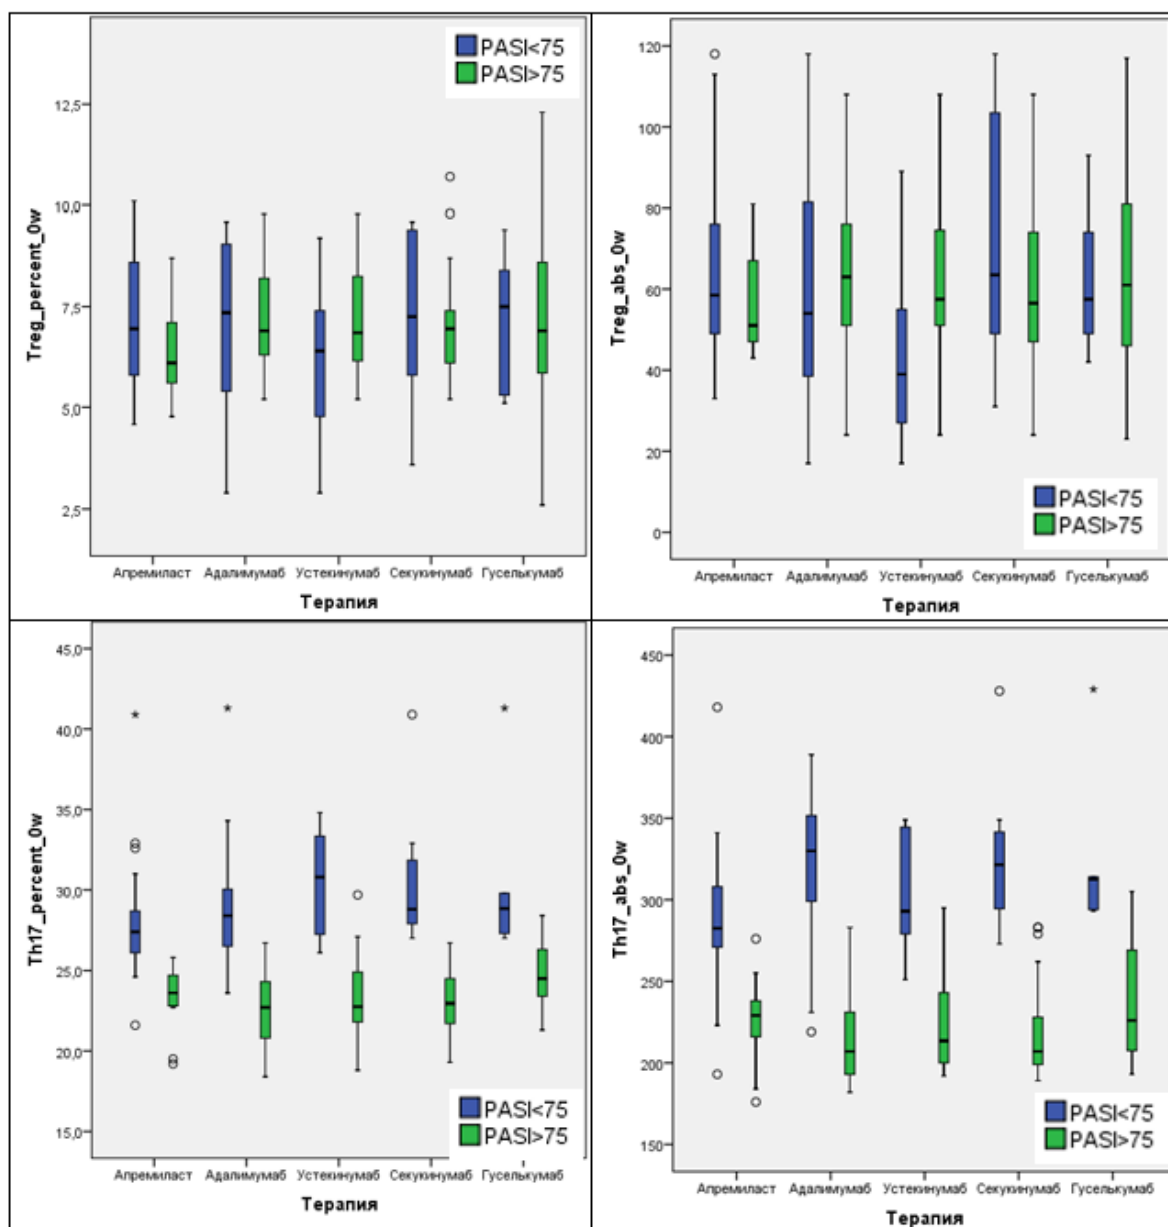 PASI<75
PASI>75
Treg_percent_0w
12,5
10,0
7,5
5,0
2,5
Апремиласт Адалимумаб Устекинумаб Секукинумаб Гуселькумаб
Терапия
PASI<75
PASI>75
Treg_abs_0w
120
100
80
60
40
20
0
Апремиласт Адалимумаб Устекинумаб Секукинумаб Гуселькумаб
Терапия
PASI<75
PASI>75
Th17_percent_0w
45,0
40,0
35,0
30,0
25,0
20,0
15,0
Апремиласт Адалимумаб Устекинумаб Секукинумаб Гуселькумаб
Терапия
PASI<75
PASI>75
Th17_abs_0w
450
400
350
300
250
200
150
Апремиласт Адалимумаб Устекинумаб Секукинумаб Гуселькумаб
Терапия